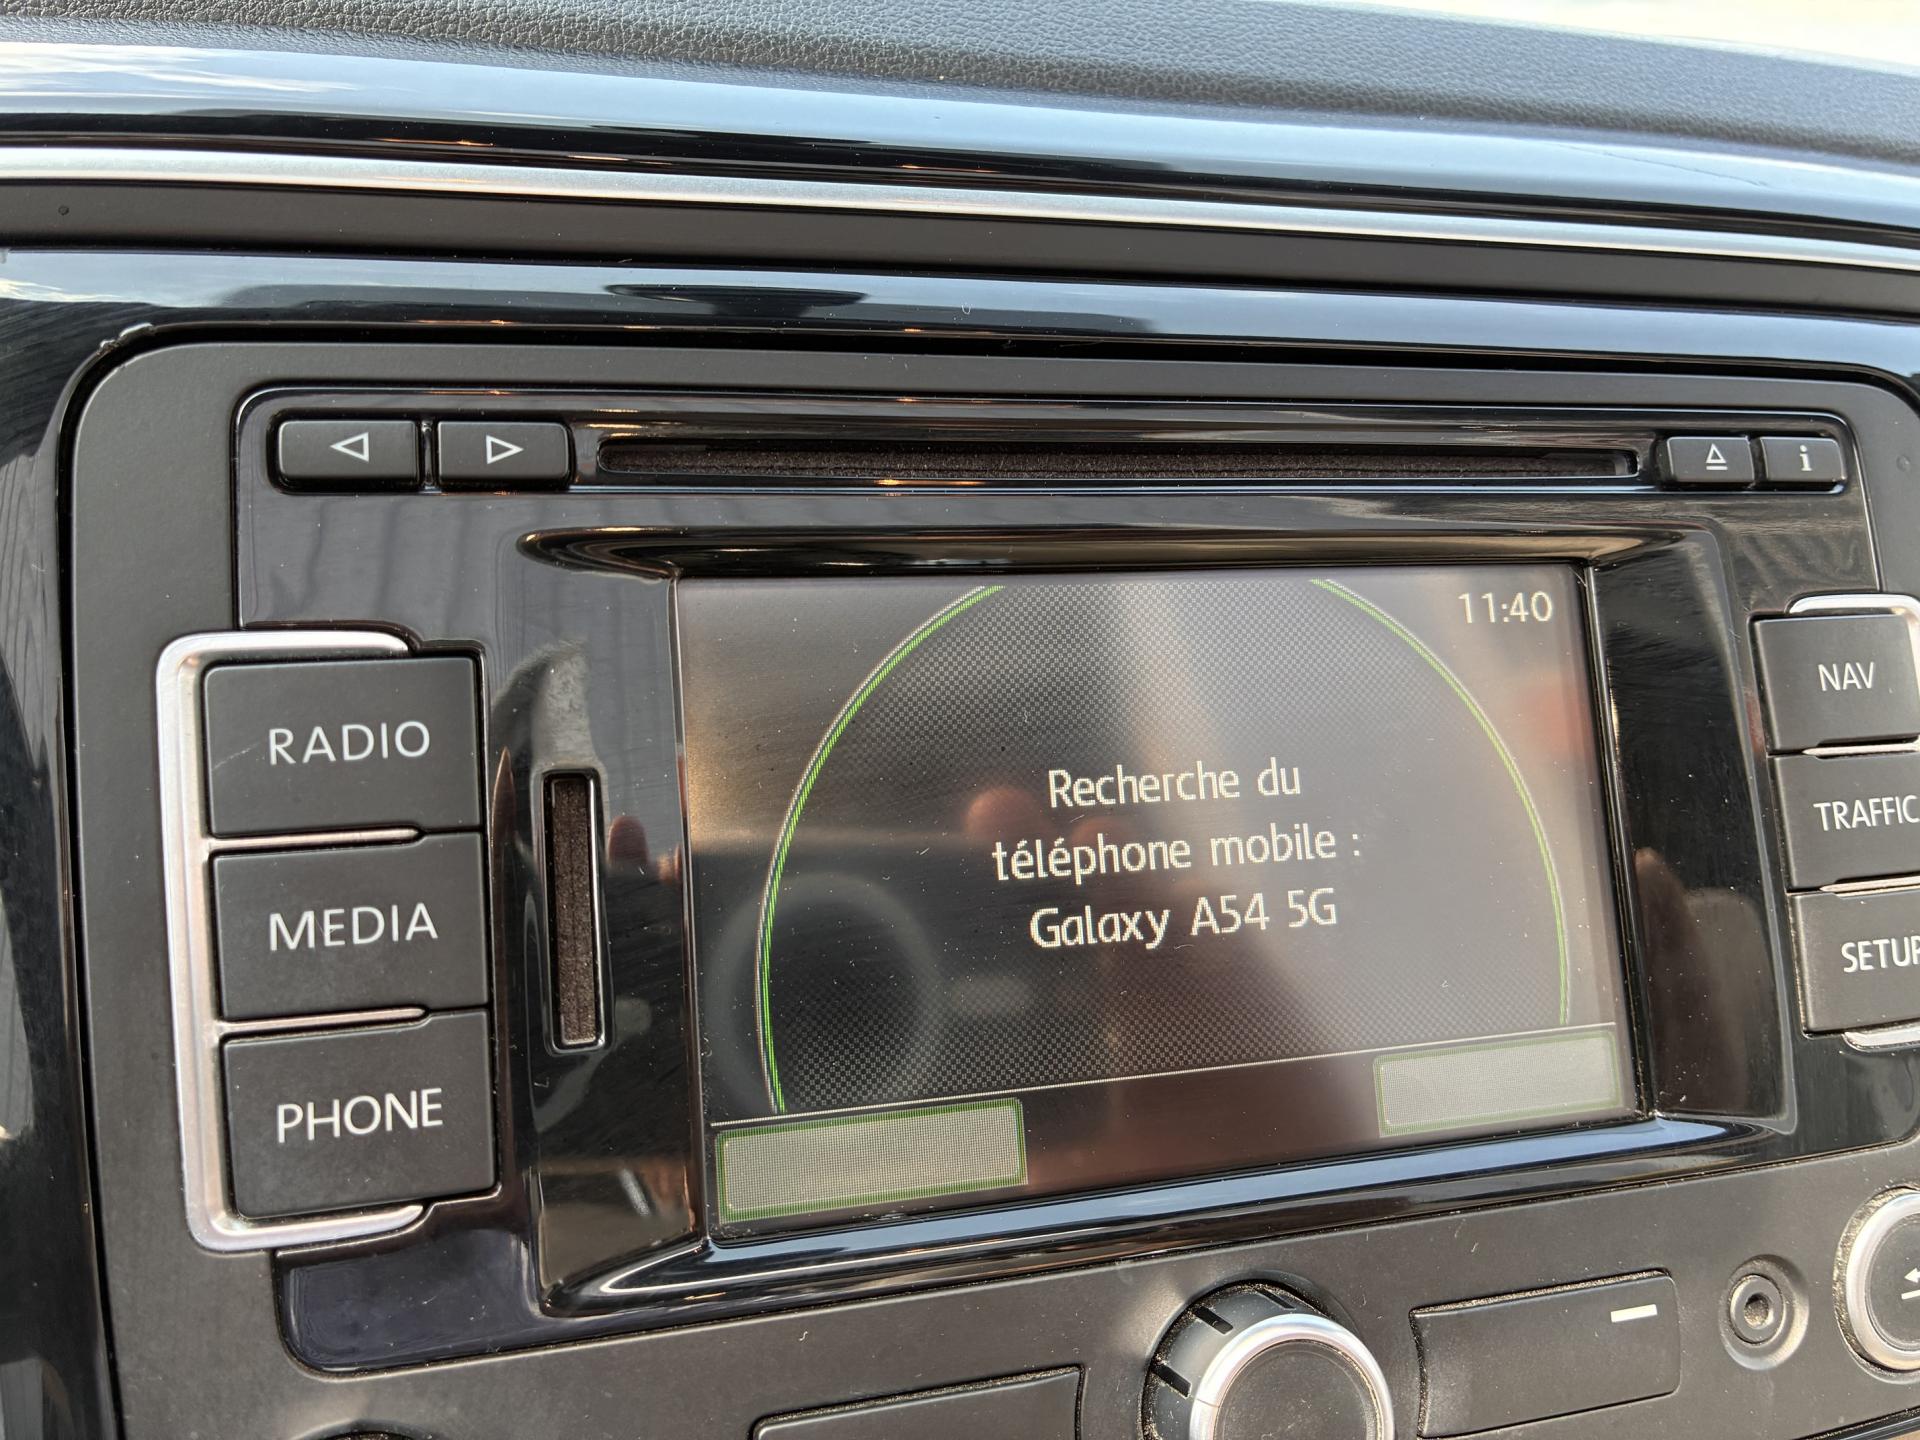 i
11:40
RADIO
NAV
Recherche du
téléphone mobile :
Galaxy A54 5G
TRAFFIC
MEDIA
SETUP
PHONE